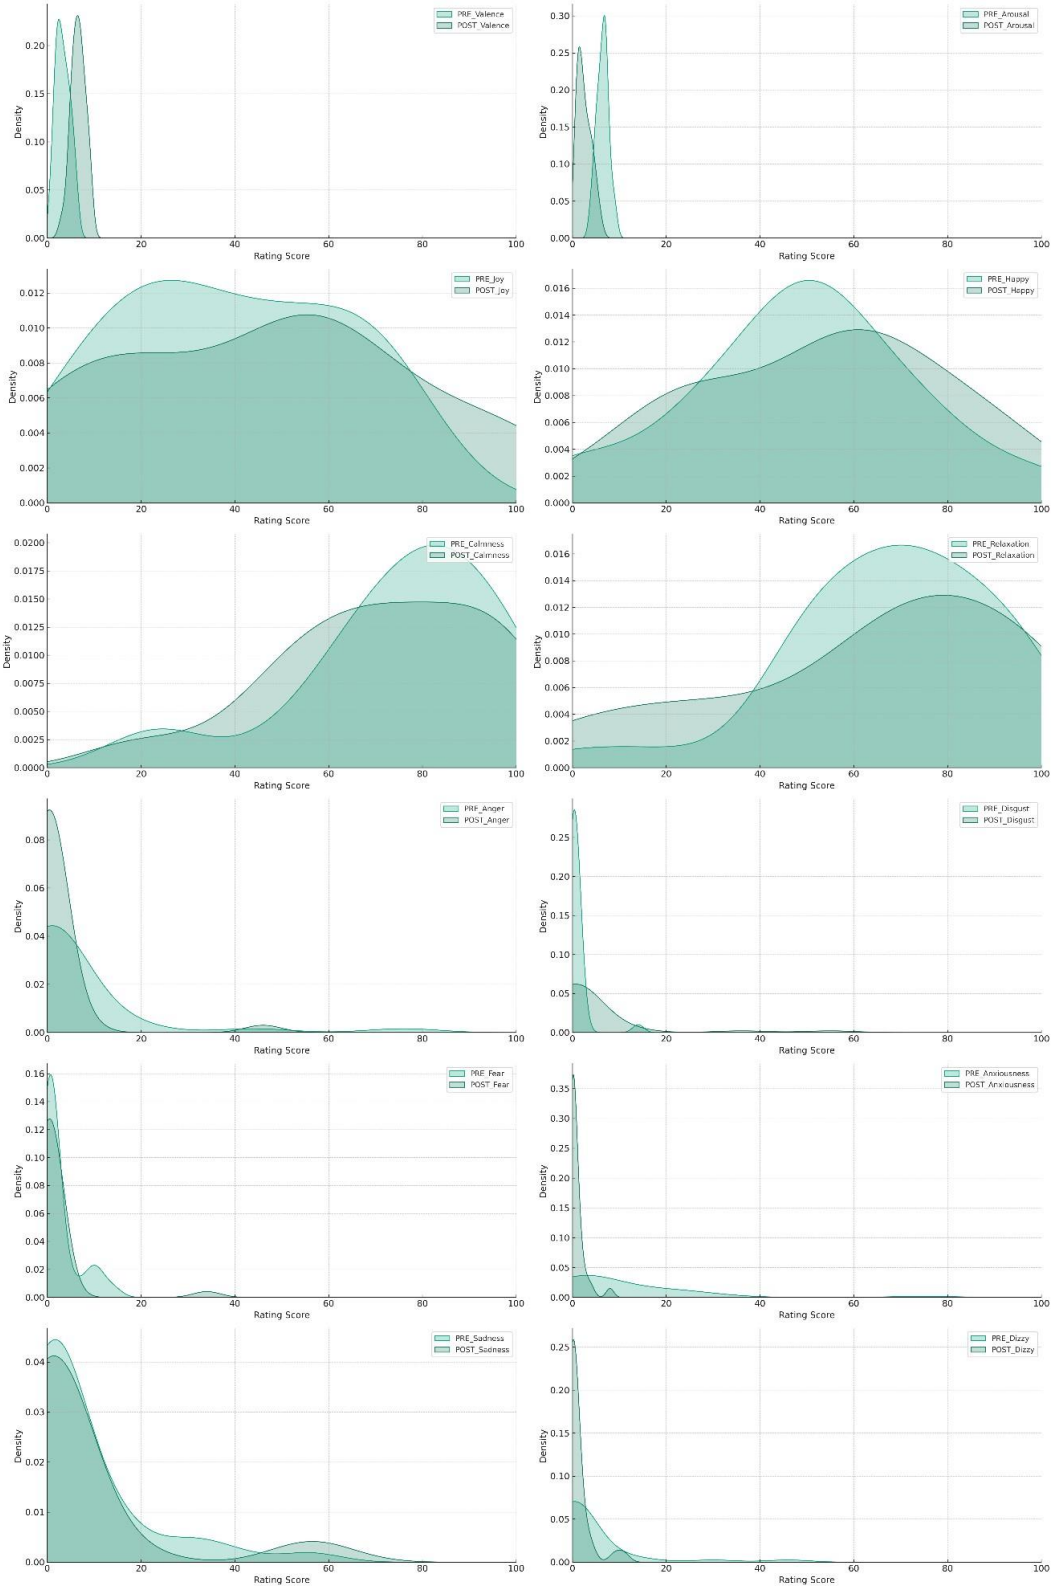 PRE_Valence
POST_Valence
Density
0.20
0.15
0.10
0.05
0.00
0 20 40 60 80 100
Rating Score
PRE_Arousal
POST_Arousal
Density
0.30
0.25
0.20
0.15
0.10
0.05
0.00
0 20 40 60 80 100
Rating Score
PRE_Joy
POST_Joy
Density
0.012
0.010
0.008
0.006
0.004
0.002
0.000
0 20 40 60 80 100
Rating Score
PRE_Happy
POST_Happy
Density
0.016
0.014
0.012
0.010
0.008
0.006
0.004
0.002
0.000
0 20 40 60 80 100
Rating Score
PRE_Calmness
POST_Calmness
Density
0.0200
0.0175
0.0150
0.0125
0.0100
0.0075
0.0050
0.0025
0.0000
0 20 40 60 80 100
Rating Score
PRE_Relaxation
POST_Relaxation
Density
0.016
0.014
0.012
0.010
0.008
0.006
0.004
0.002
0.000
0 20 40 60 80 100
Rating Score
PRE_Anger
POST_Anger
Density
0.08
0.06
0.04
0.02
0.00
0 20 40 60 80 100
Rating Score
PRE_Disgust
POST_Disgust
Density
0.25
0.20
0.15
0.10
0.05
0.00
0 20 40 60 80 100
Rating Score
PRE_Fear
POST_Fear
Density
0.16
0.14
0.12
0.10
0.08
0.06
0.04
0.02
0.00
0 20 40 60 80 100
Rating Score
PRE_Anxiousness
POST_Anxiousness
Density
0.35
0.30
0.25
0.20
0.15
0.10
0.05
0.00
0 20 40 60 80 100
Rating Score
PRE_Sadness
POST_Sadness
Density
0.04
0.03
0.02
0.01
0.00
0 20 40 60 80 100
Rating Score
PRE_Dizzy
POST_Dizzy
Density
0.25
0.20
0.15
0.10
0.05
0.00
0 20 40 60 80 100
Rating Score